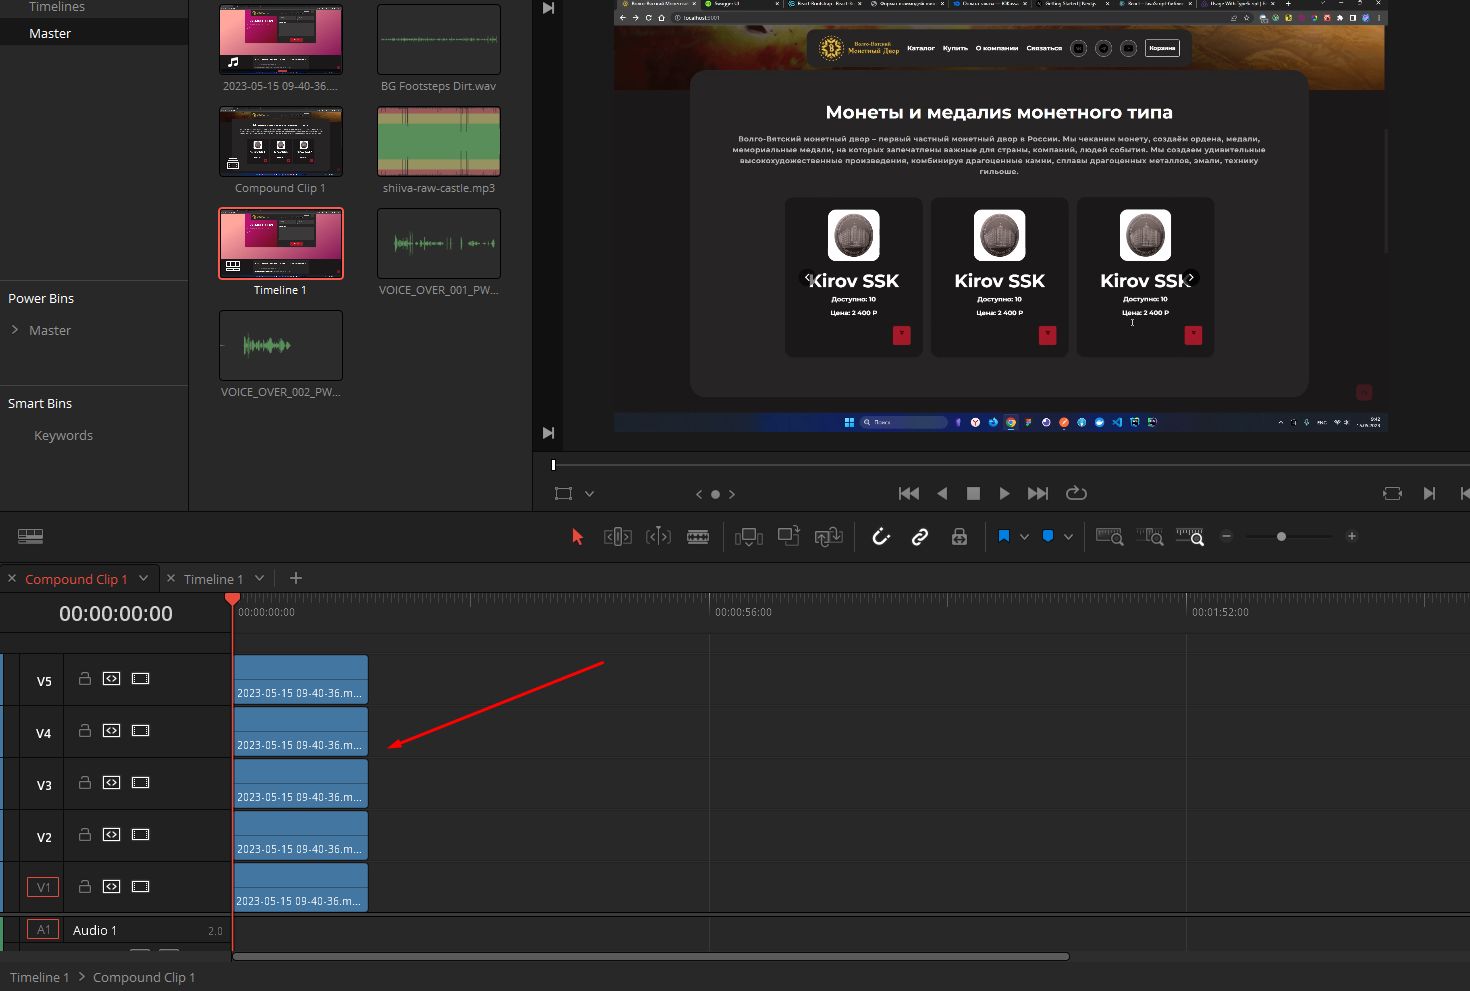 Timelines
Master
2023-05-15 09-40-36....
BG Footsteps Dirt.wav
Compound Clip 1
shiiva-raw-castle.mp3
Timeline 1
VOICE_OVER_001_PW...
VOICE_OVER_002_PW...
Power Bins
Master
Smart Bins
Keywords
localhost:3001
Волго-Вятский
Монетный Двор
Каталог
Купить
О компании
Связаться
Корзина
Монеты и медалиs монетного типа
Волго-Вятский монетный двор – первый частный монетный двор в России. Мы чеканим монету, создаём ордена, медали,
мемориальные медали, на которых запечатлены важные для страны, компаний, людей события. Мы создаем удивительные
высокохудожественные произведения, комбинируя драгоценные камни, сплавы драгоценных металлов, эмали, технику
гильоше.
Kirov SSK
Доступно: 10
Цена: 2 400 Р
Kirov SSK
Доступно: 10
Цена: 2 400 Р
Kirov SSK
Доступно: 10
Цена: 2 400 Р
Поиск
ENG
9:42
15.05.2023
Compound Clip 1
Timeline 1
00:00:00:00
00:00:00:00
00:00:56:00
00:01:52:00
V5
2023-05-15 09-40-36.m...
V4
2023-05-15 09-40-36.m...
V3
2023-05-15 09-40-36.m...
V2
2023-05-15 09-40-36.m...
V1
2023-05-15 09-40-36.m...
A1
Audio 1
2.0
Timeline 1 > Compound Clip 1